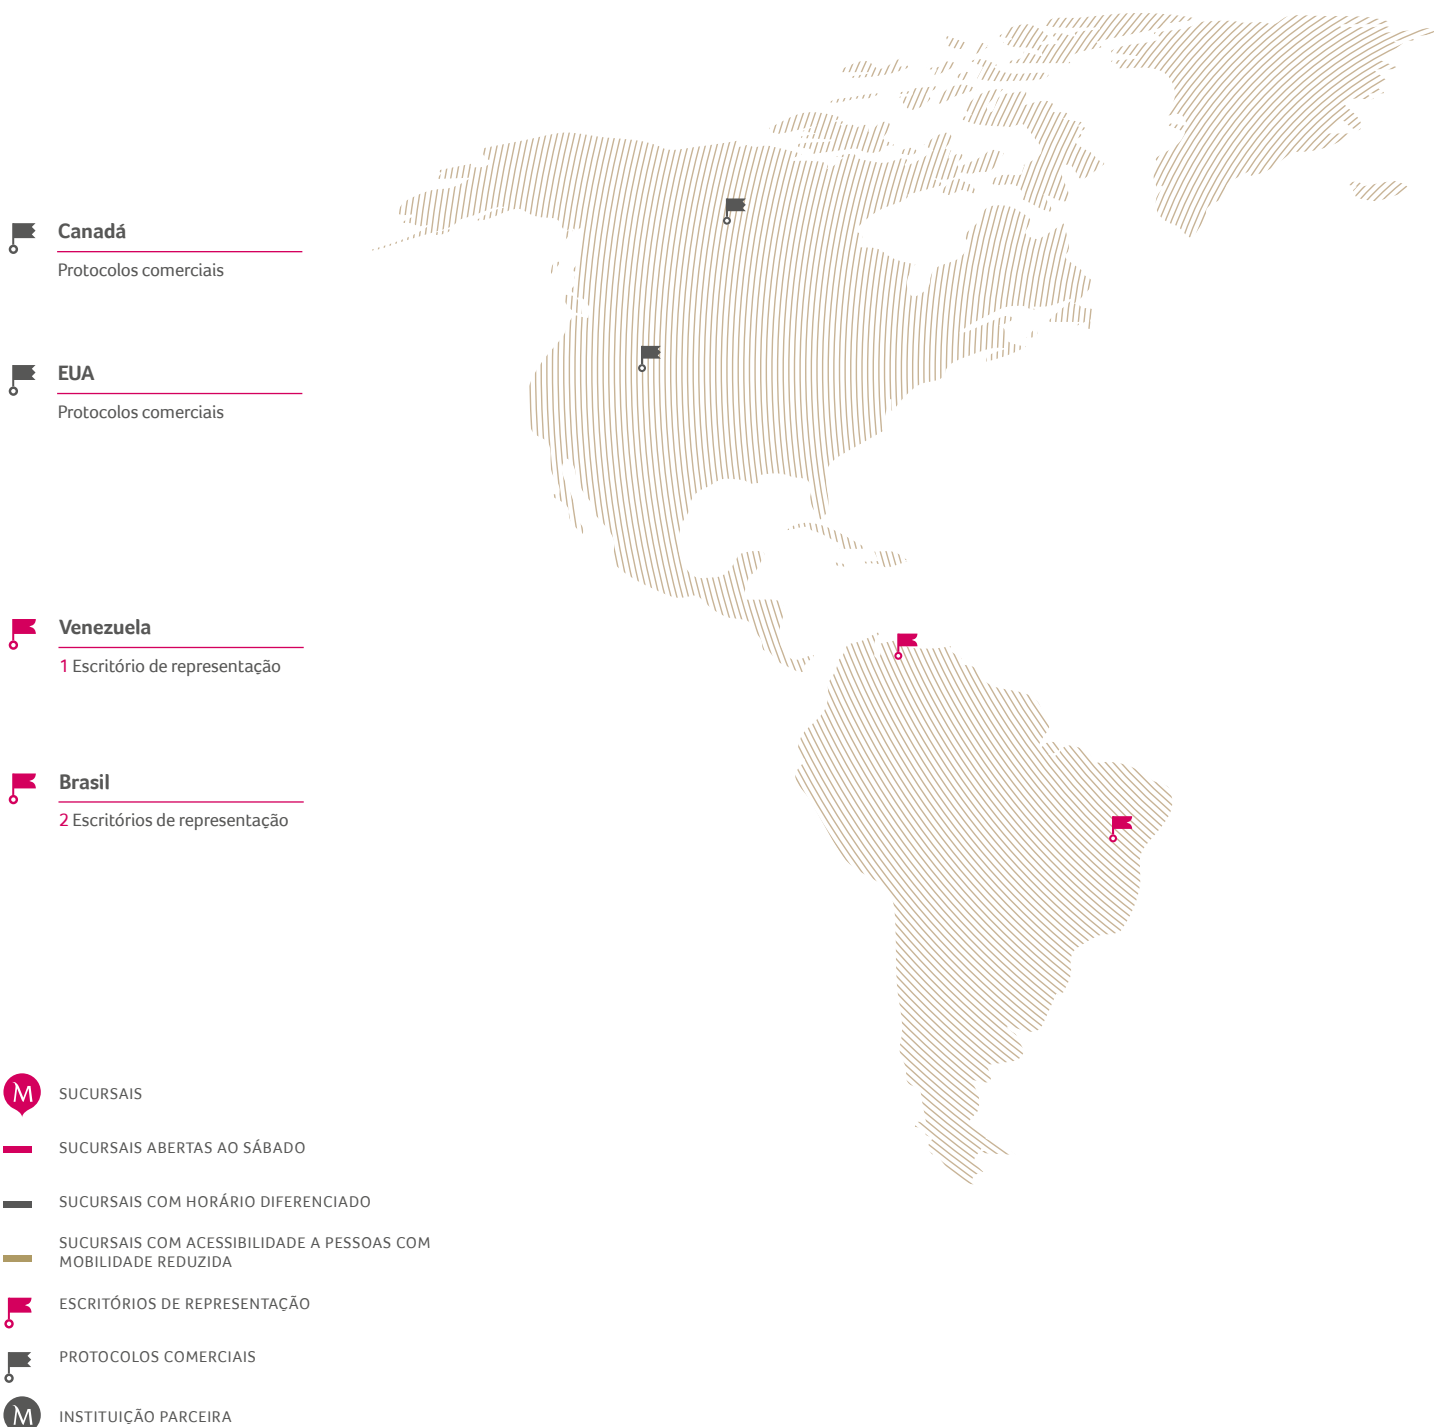 Canadá
Protocolos comerciais
EUA
Protocolos comerciais
Venezuela
1 Escritório de representação
Brasil
2 Escritórios de representação
M SUCURSAIS
SUCURSAIS ABERTAS AO SÁBADO
SUCURSAIS COM HORÁRIO DIFERENCIADO
SUCURSAIS COM ACESSIBILIDADE A PESSOAS COM
MOBILIDADE REDUZIDA
ESCRITÓRIOS DE REPRESENTAÇÃO
PROTOCOLOS COMERCIAIS
M INSTITUIÇÃO PARCEIRA